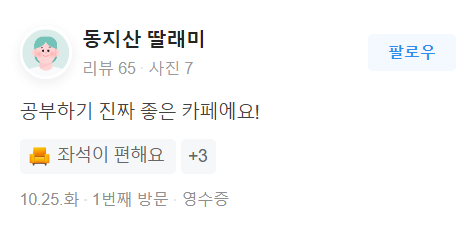 동지산 딸래미
리뷰 65 · 사진 7
팔로우
공부하기 진짜 좋은 카페에요!
좌석이 편해요 +3
10.25.화 · 1번째 방문 · 영수증